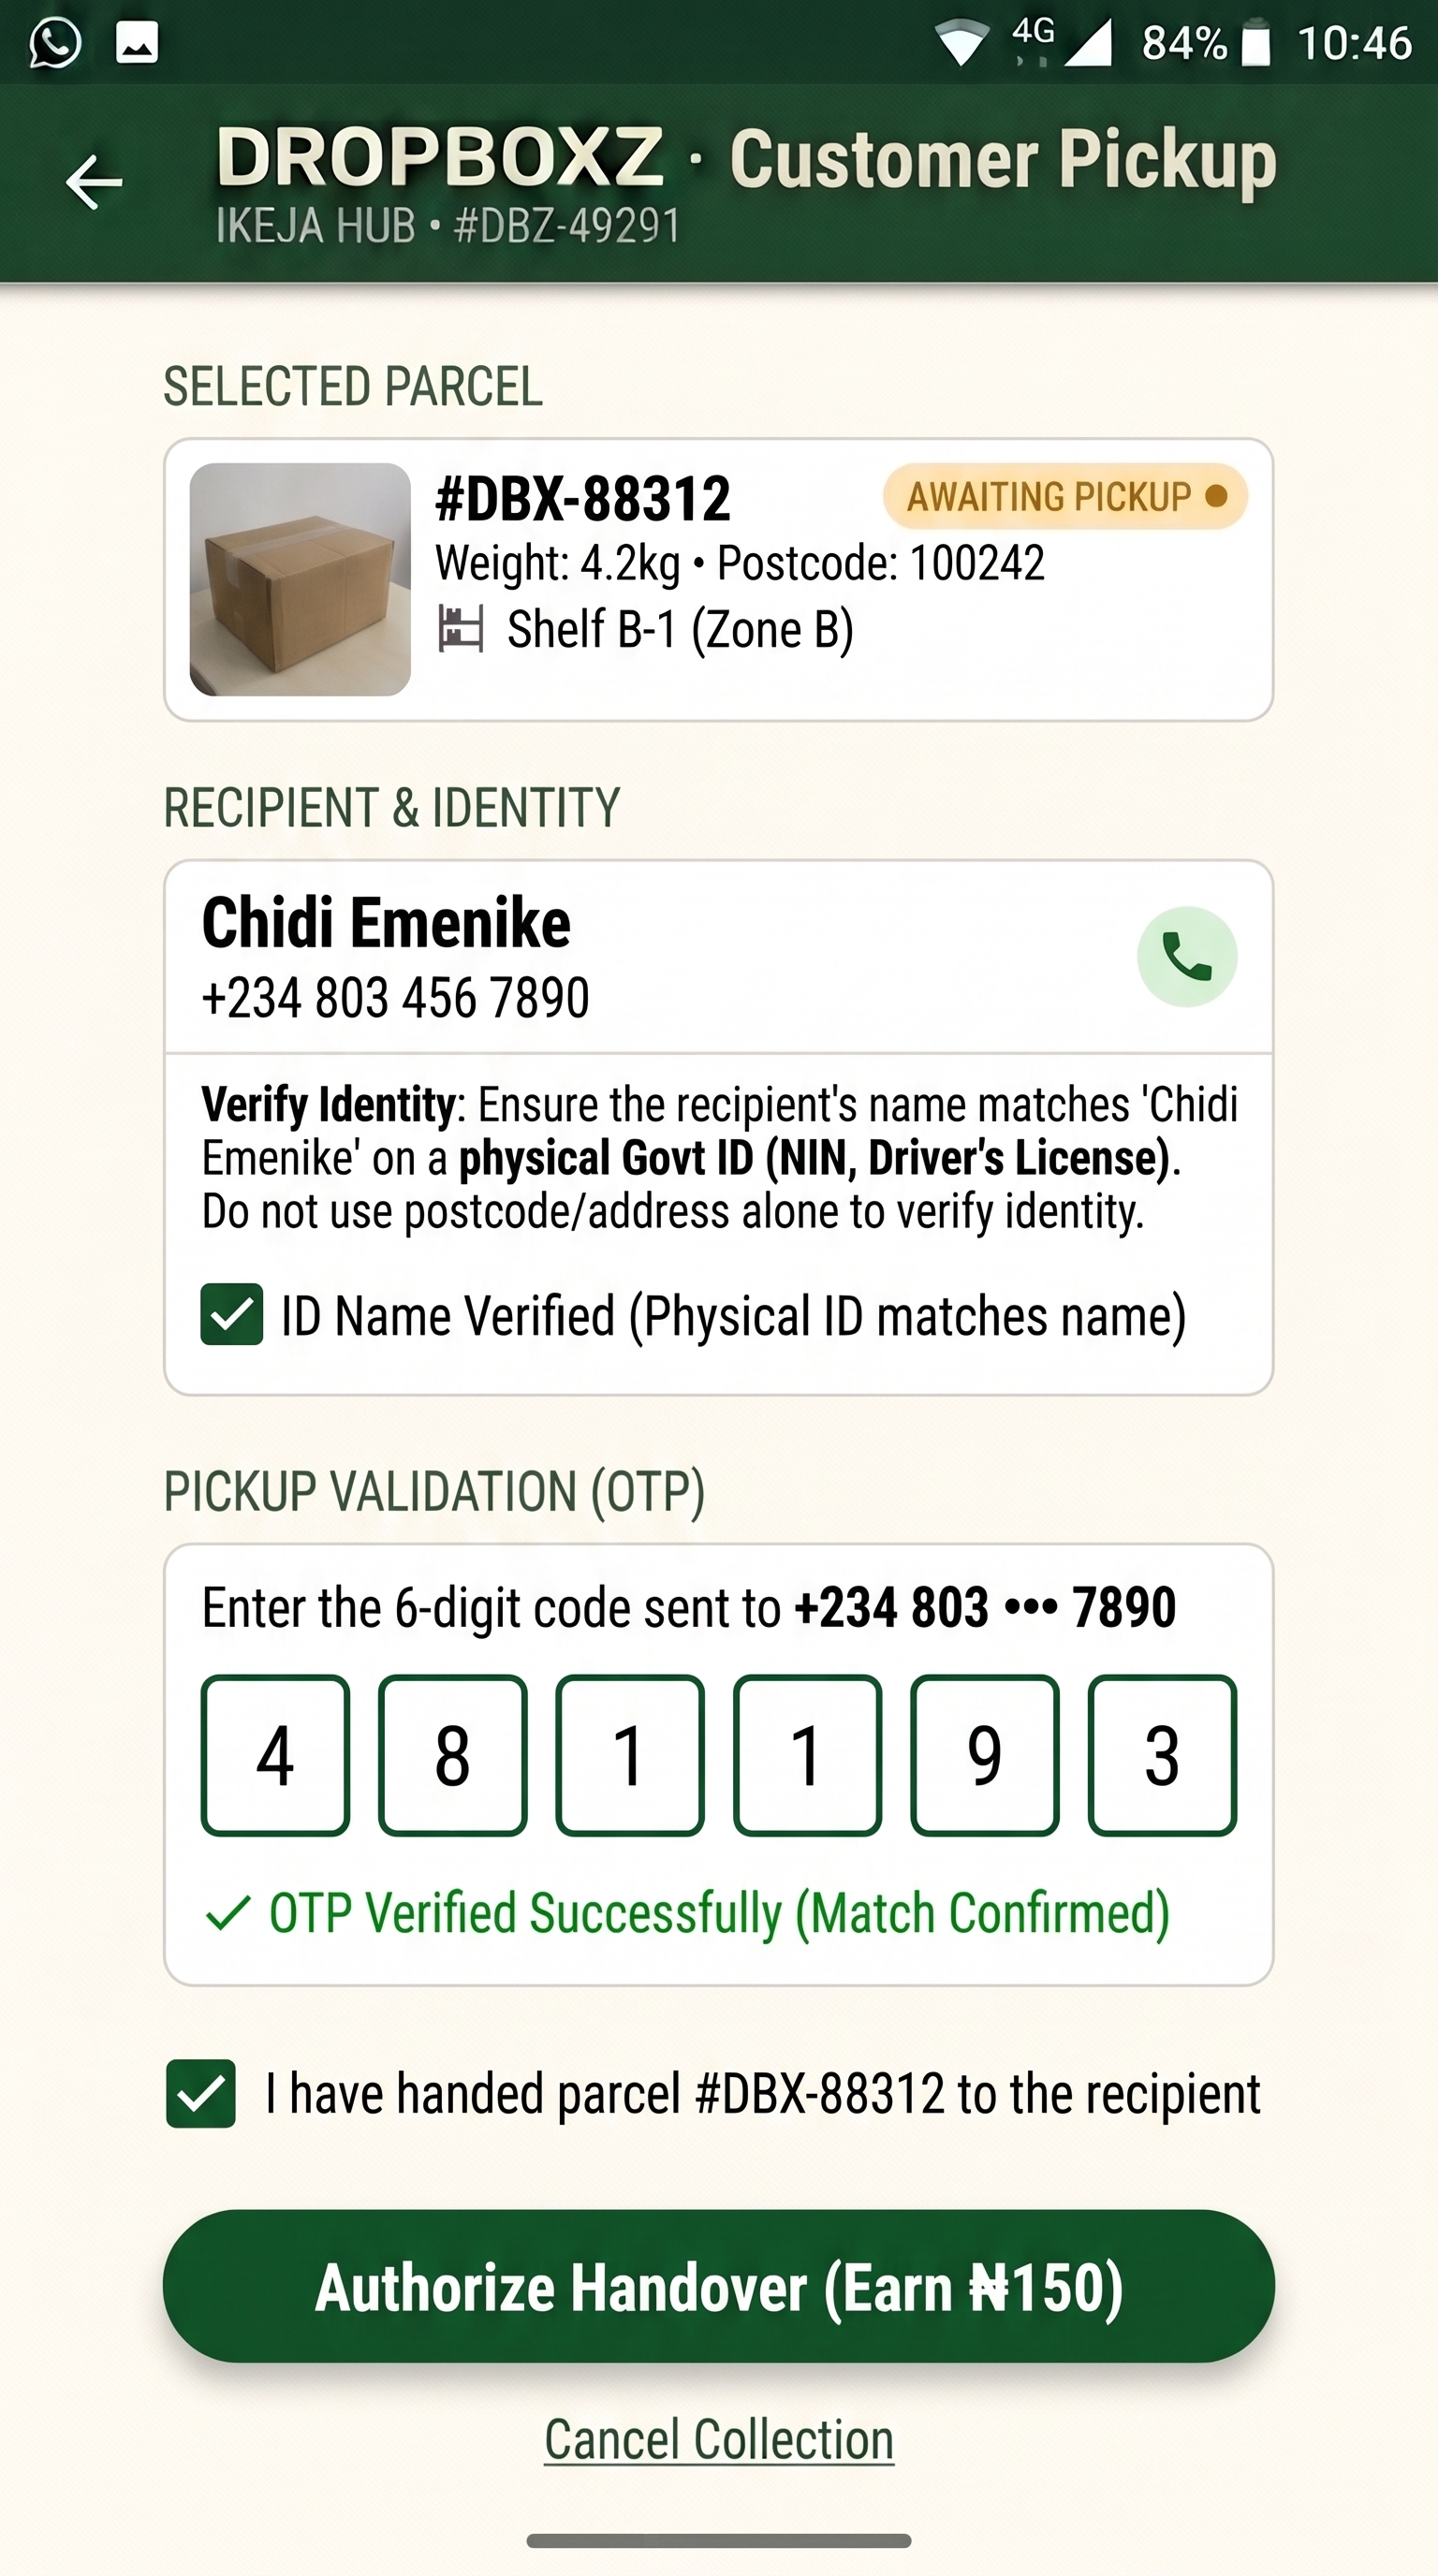 4G 84% 10:46
DROPBOXZ · Customer Pickup
IKEJA HUB • #DBZ-49291
SELECTED PARCEL
#DBX-88312
AWAITING PICKUP
Weight: 4.2kg • Postcode: 100242
Shelf B-1 (Zone B)
RECIPIENT & IDENTITY
Chidi Emenike
+234 803 456 7890
Verify Identity: Ensure the recipient's name matches 'Chidi
Emenike' on a physical Govt ID (NIN, Driver's License).
Do not use postcode/address alone to verify identity.
ID Name Verified (Physical ID matches name)
PICKUP VALIDATION (OTP)
Enter the 6-digit code sent to +234 803 ••• 7890
4 8 1 1 9 3
OTP Verified Successfully (Match Confirmed)
I have handed parcel #DBX-88312 to the recipient
Authorize Handover (Earn ₦150)
Cancel Collection